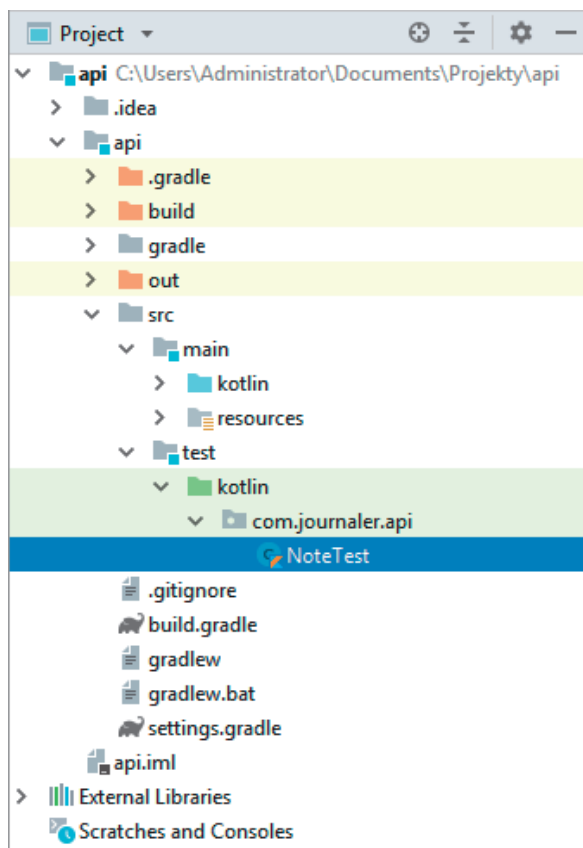 Project
api C:\Users\Administrator\Documents\Projekty\api
.idea
api
.gradle
build
gradle
out
src
main
kotlin
resources
test
kotlin
com.journaler.api
NoteTest
.gitignore
build.gradle
gradlew
gradlew.bat
settings.gradle
api.iml
External Libraries
Scratches and Consoles